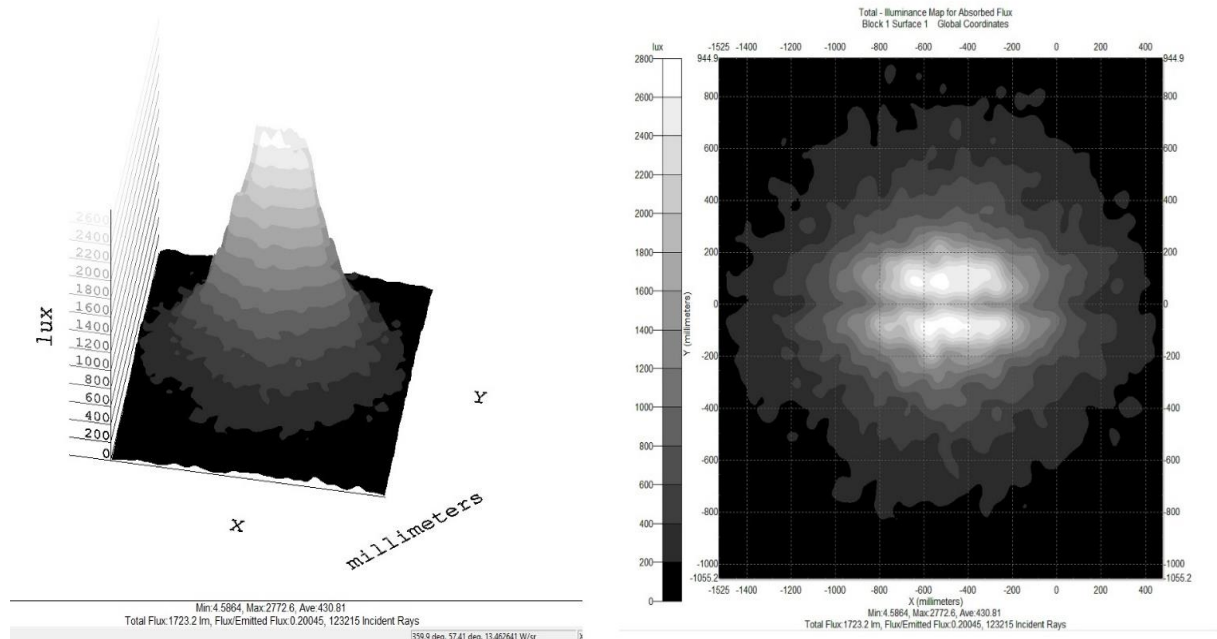 2600
2400
2200
2000
1800
1600
1400
1200
1000
800
600
400
200
0
lux
X
Y
millimeters
Min:4.5864, Max:2772.6, Ave:430.81
Total Flux:1723.2 lm, Flux/Emitted Flux:0.20045, 123215 Incident Rays
359.9 deg, 57.41 deg, 13.462641 W/sr
Total - Illuminance Map for Absorbed Flux
Block 1 Surface 1 Global Coordinates
lux
-1525 -1400 -1200 -1000 -800 -600 -400 -200 0 200 400
2800 944.9 944.9
2600
2400
2200
2000
1800
1600
1400
1200
1000
800
600
400
200
0
800 800
600 600
400 400
200 200
0 0
-200 -200
-400 -400
-600 -600
-800 -800
-1000 -1000
-1055.2 -1055.2
Y (millimeters)
-1525 -1400 -1200 -1000 -800 -600 -400 -200 0 200 400
X (millimeters)
Min:4.5864, Max:2772.6, Ave:430.81
Total Flux:1723.2 lm, Flux/Emitted Flux:0.20045, 123215 Incident Rays